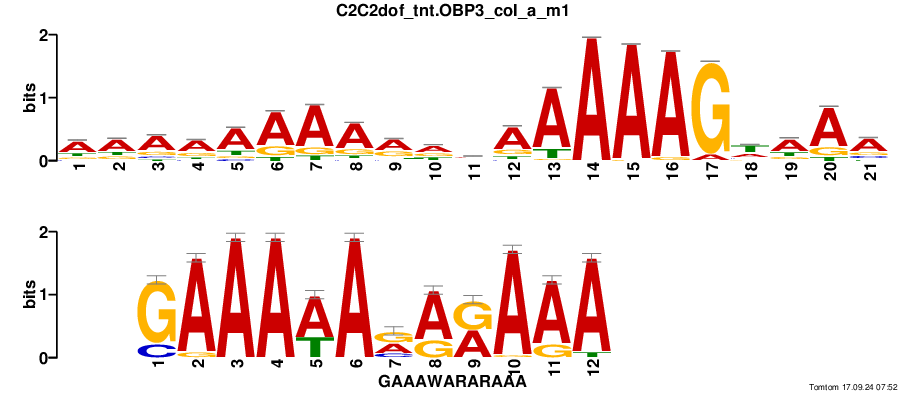 C2C2dof_tnt.OBP3_col_a_m1
2
bits
1
0
1 2 3 4 5 6 7 8 9 10 11 12 13 14 15 16 17 18 19 20 21
2
bits
1
0
1 2 3 4 5 6 7 8 9 10 11 12
GAAAWARARAAA
Tomtom 17.09.24 07:52